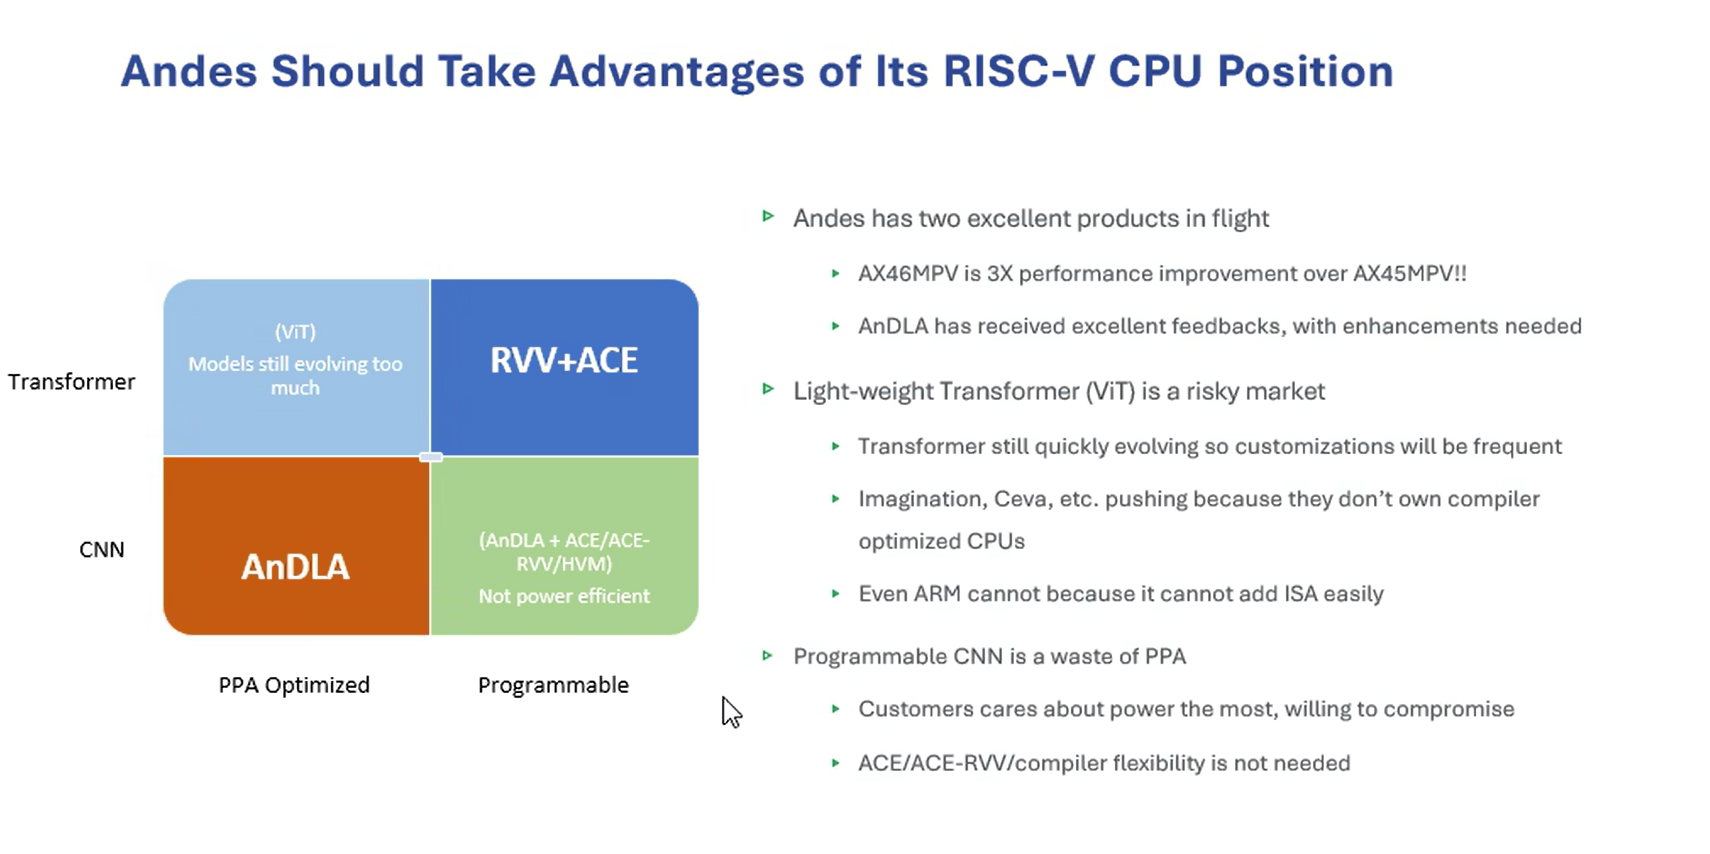 Andes Should Take Advantages of Its RISC-V CPU Position
Transformer
(ViT)
Models still evolving too
much
RVV+ACE
CNN
AnDLA
(AnDLA + ACE/ACE-
RVV/HVM)
Not power efficient
PPA Optimized
Programmable
Andes has two excellent products in flight
AX46MPV is 3X performance improvement over AX45MPV!!
AnDLA has received excellent feedbacks, with enhancements needed
Light-weight Transformer (ViT) is a risky market
Transformer still quickly evolving so customizations will be frequent
Imagination, Ceva, etc. pushing because they don’t own compiler
optimized CPUs
Even ARM cannot because it cannot add ISA easily
Programmable CNN is a waste of PPA
Customers cares about power the most, willing to compromise
ACE/ACE-RVV/compiler flexibility is not needed